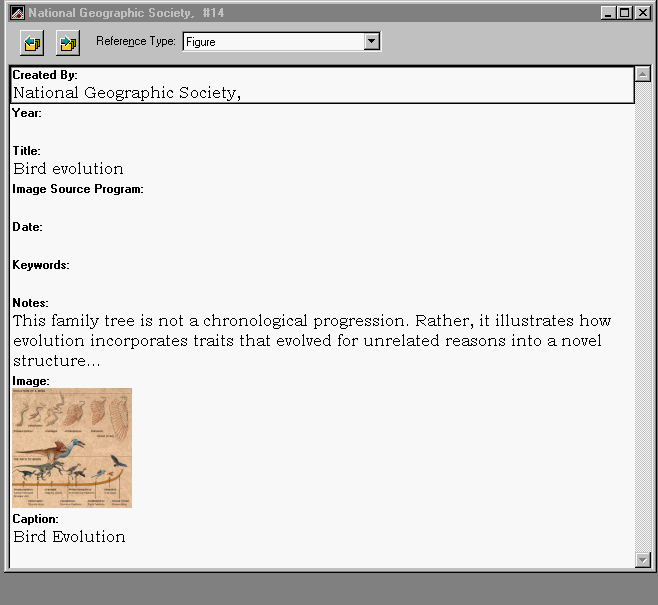 National Geographic Society,  #14
Reference Type: Figure
Created By:
National Geographic Society,
Year:
Title:
Bird evolution
Image Source Program:
Date:
Keywords:
Notes:
This family tree is not a chronological progression. Rather, it illustrates how
evolution incorporates traits that evolved for unrelated reasons into a novel
structure...
Image:
Caption:
Bird Evolution